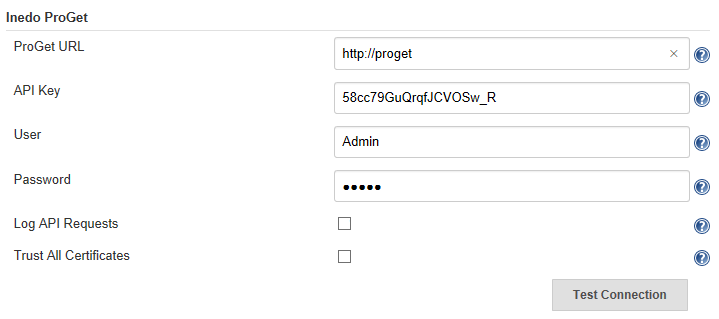 Inedo ProGet
ProGet URL
http://proget
API Key
58cc79GuQrqfJCVOSw_R
User
Admin
Password
•••••
Log API Requests
Trust All Certificates
Test Connection